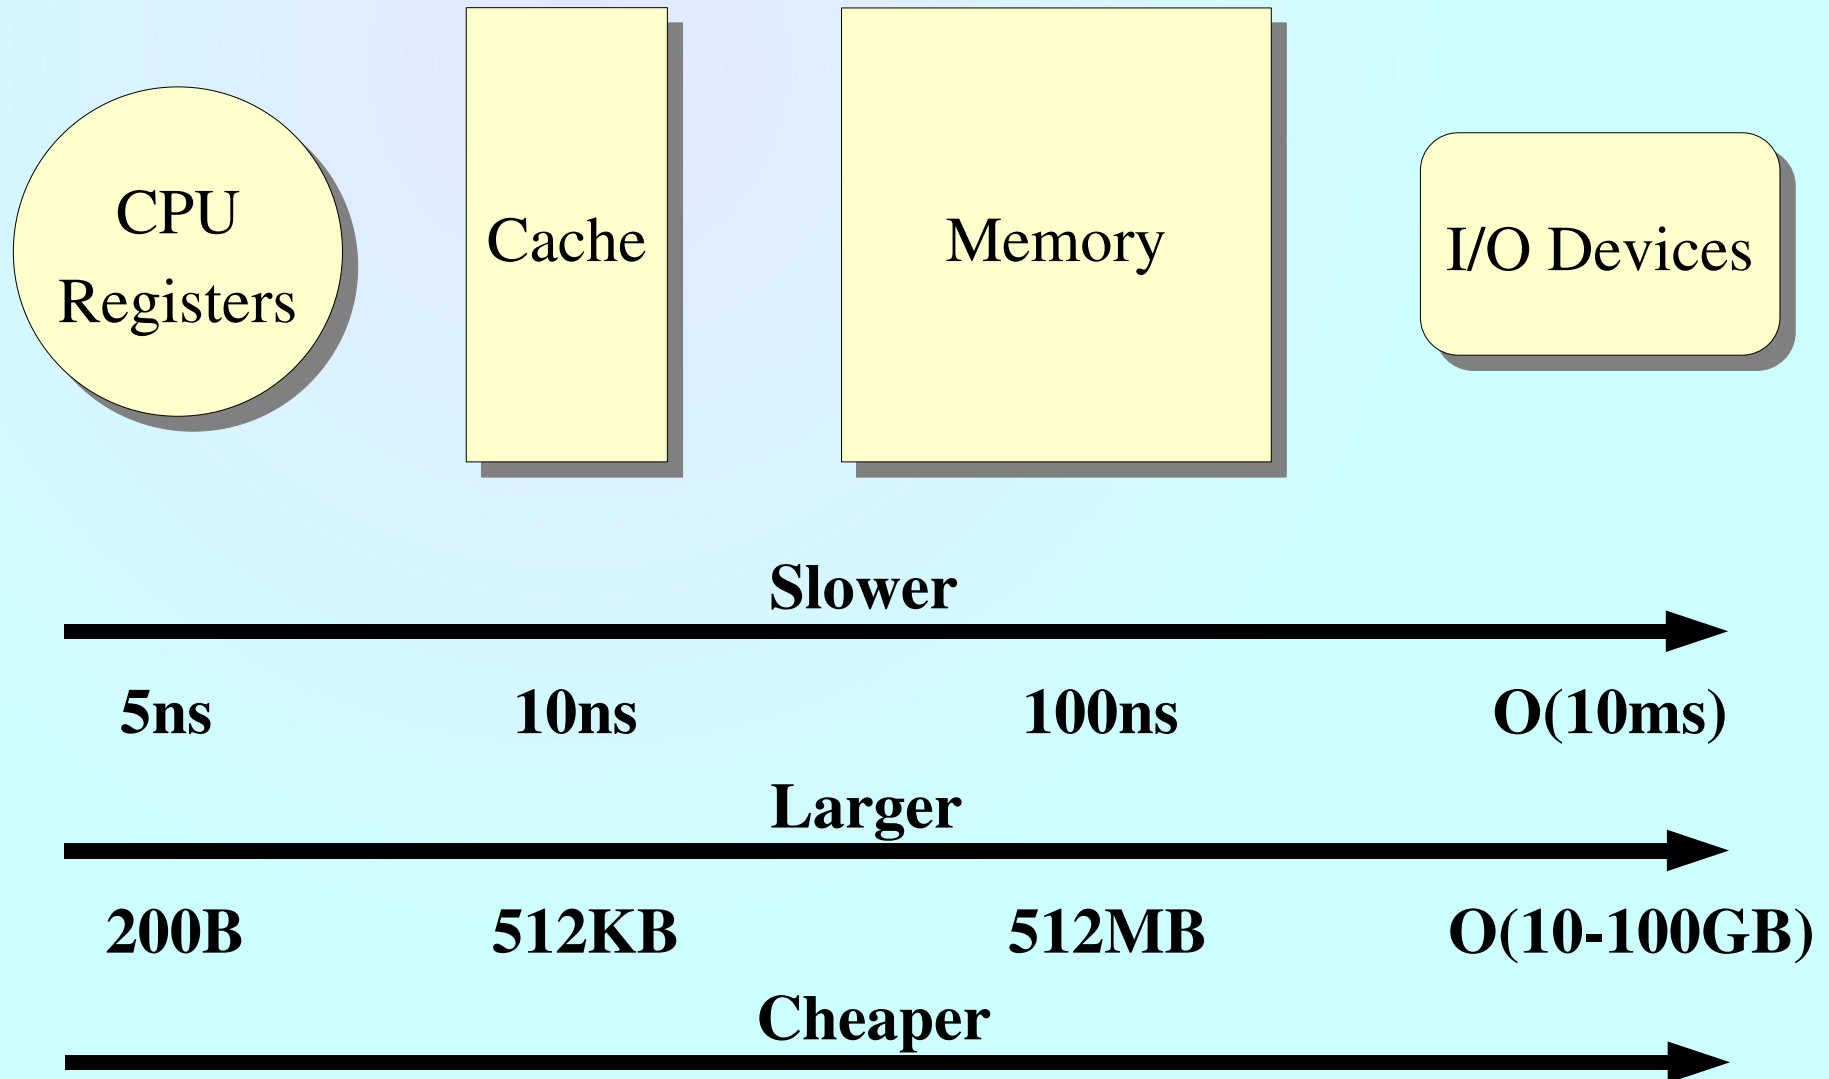 CPU
Registers
Cache
Memory
I/O Devices
Slower
5ns 10ns 100ns O(10ms)
Larger
200B 512KB 512MB O(10-100GB)
Cheaper